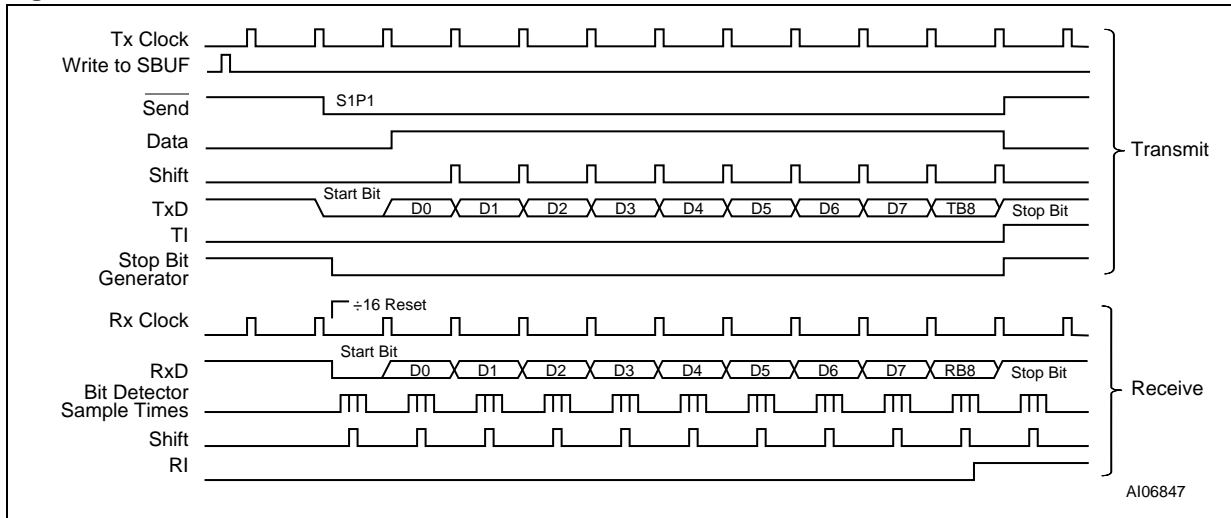 Tx Clock
Write to SBUF
Send
S1P1
Data
Transmit
Shift
Start Bit
TxD
D0 D1 D2 D3 D4 D5 D6 D7 TB8 Stop Bit
TI
Stop Bit
Generator
÷16 Reset
Rx Clock
Start Bit
RxD
D0 D1 D2 D3 D4 D5 D6 D7 RB8 Stop Bit
Bit Detector
Sample Times
Receive
Shift
RI
AI06847